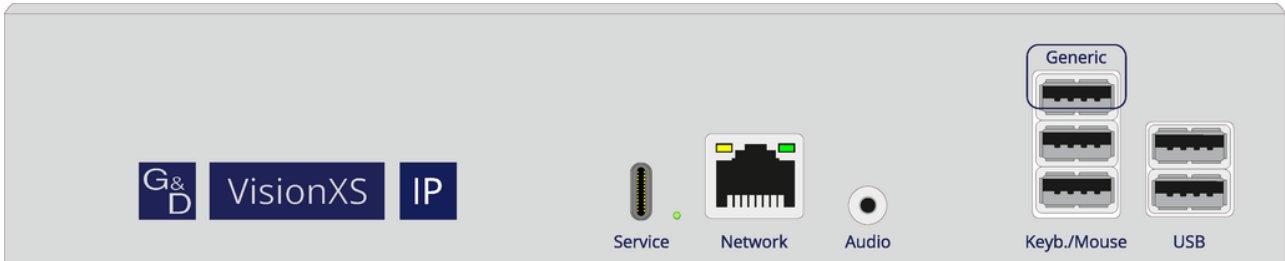 Generic
G&D VisionXS IP
Service Network Audio Keyb./Mouse USB